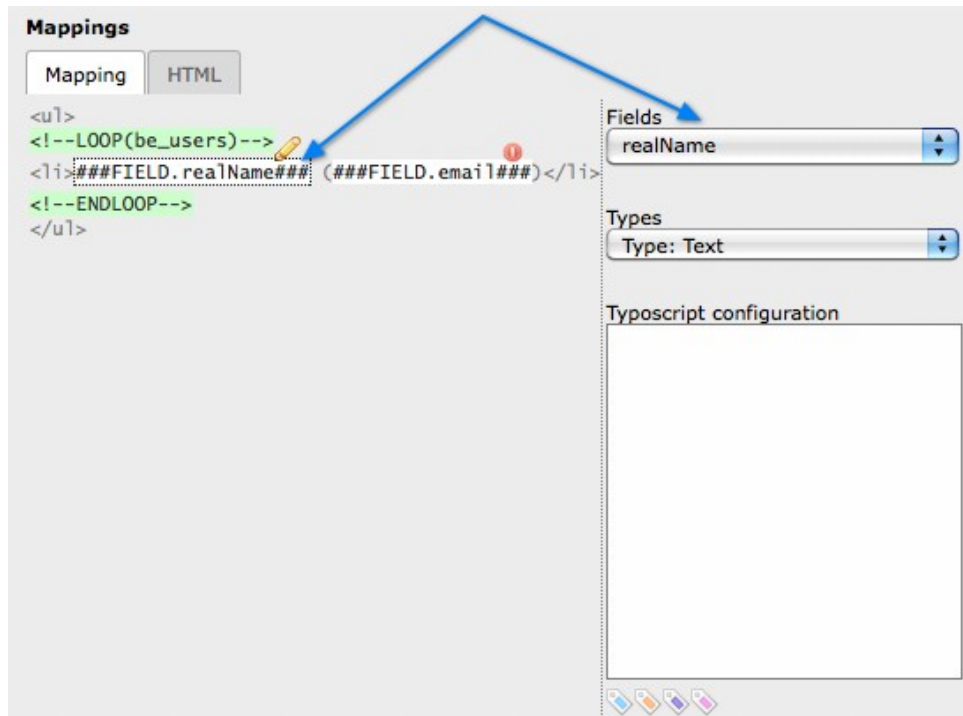 Mappings
Mapping HTML
<ul>
<!--LOOP(be_users)-->
<li>###FIELD.realName### (###FIELD.email###)</li>
<!--ENDLOOP-->
</ul>
Fields
realName
Types
Type: Text
Typoscript configuration